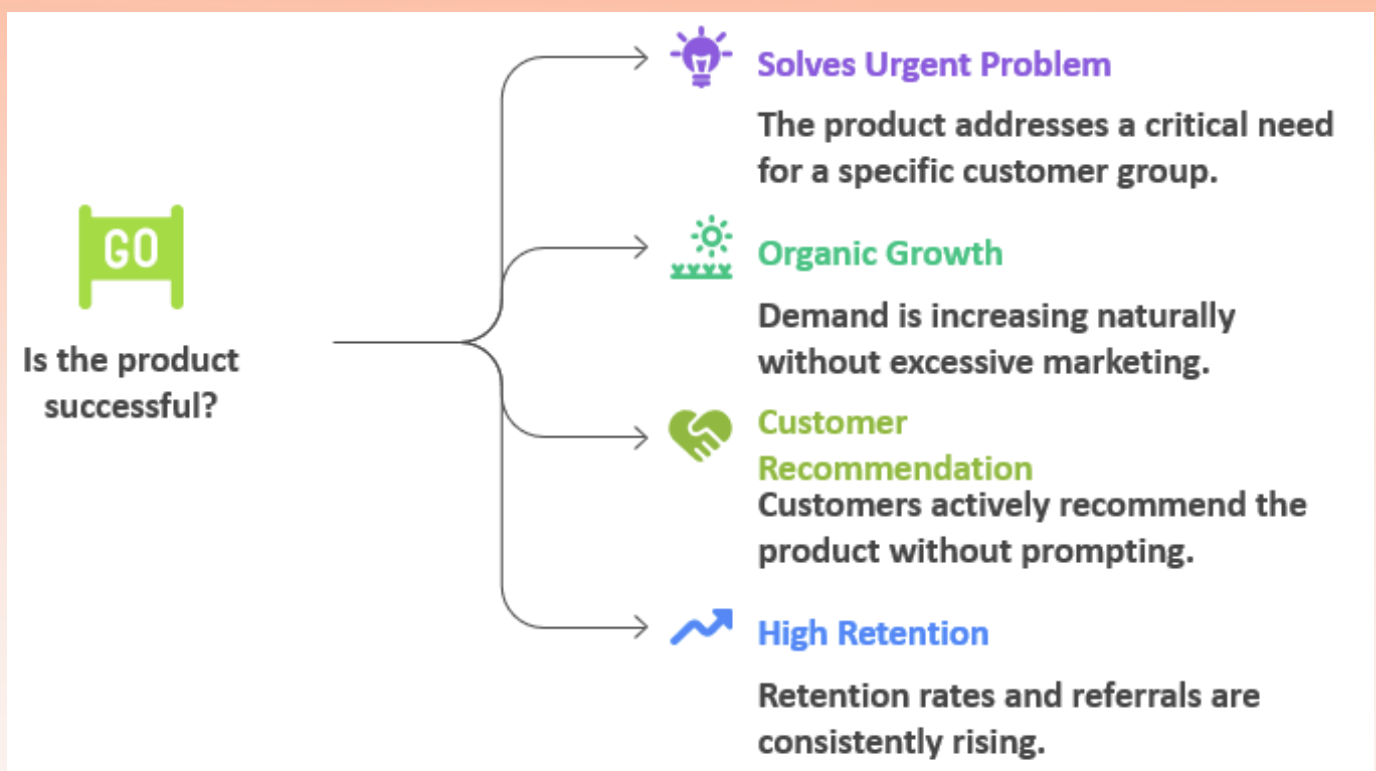 GO
Is the product
successful?
Solves Urgent Problem
The product addresses a critical need
for a specific customer group.
Organic Growth
Demand is increasing naturally
without excessive marketing.
Customer
Recommendation
Customers actively recommend the
product without prompting.
High Retention
Retention rates and referrals are
consistently rising.